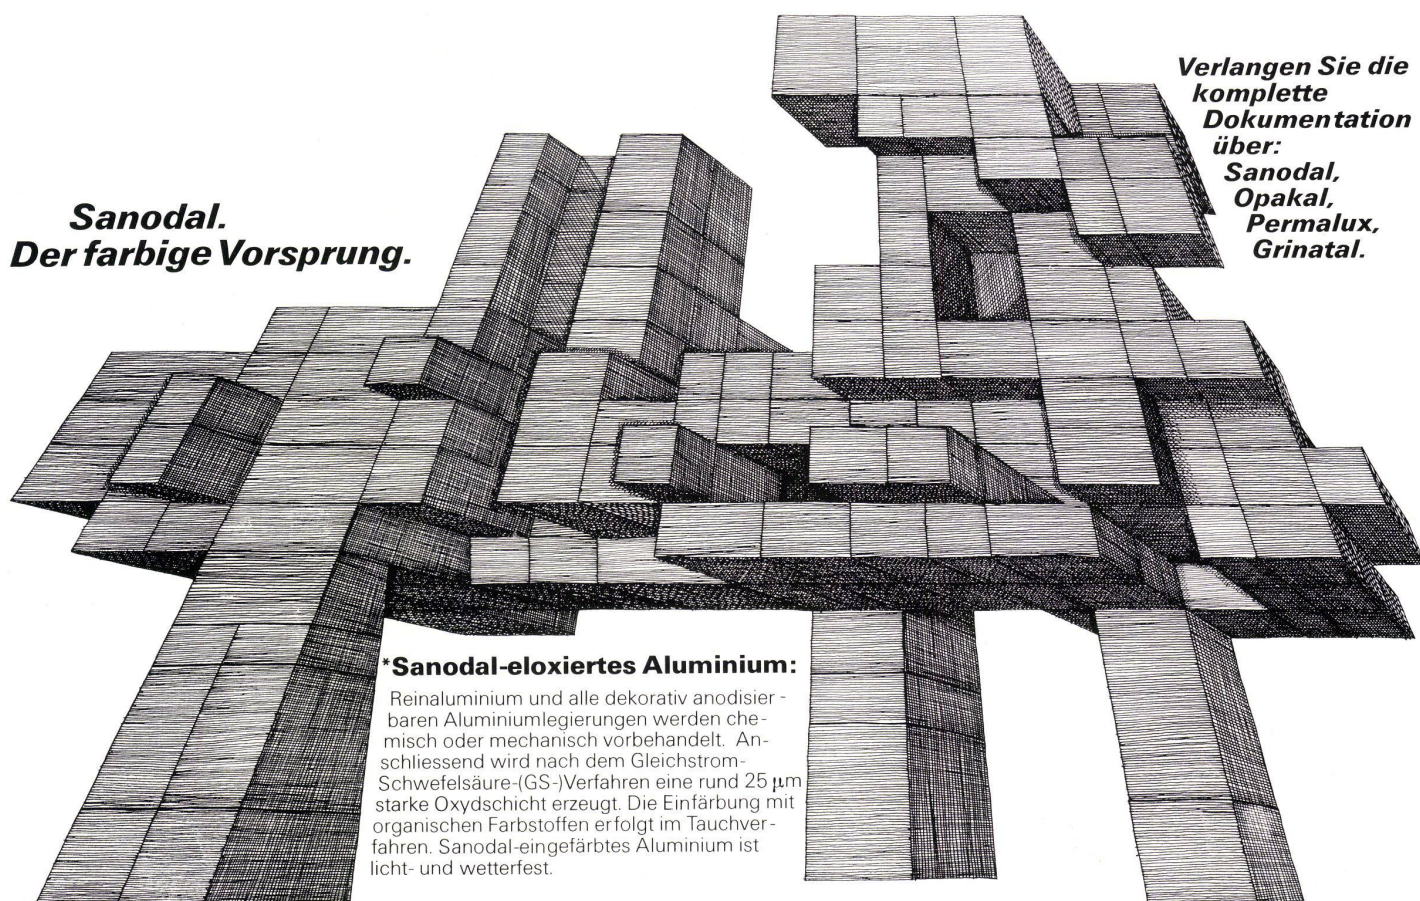 Sanodal.
Der farbige Vorsprung.
Verlangen Sie die
komplette
Dokumentation
über:
Sanodal,
Opakal,
Permalux,
Grinatal.
*Sanodal-eloxiertes Aluminium:
Reinaluminium und alle dekorativ anodisier-
baren Aluminiumlegierungen werden che-
misch oder mechanisch vorbehandelt. An-
schliessend wird nach dem Gleichstrom-
Schwefelsäure-(GS-)Verfahren eine rund 25 µm
starke Oxydschicht erzeugt. Die Einfärbung mit
organischen Farbstoffen erfolgt im Tauchver-
fahren. Sanodal-eingefärbtes Aluminium ist
licht- und wetterfest.